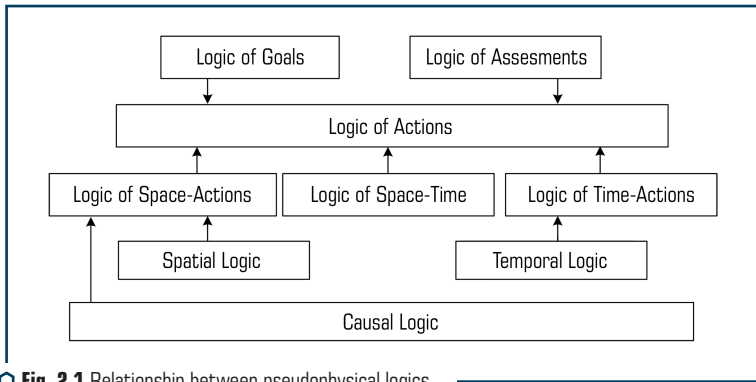 Logic of Goals
Logic of Assesments
Logic of Actions
Logic of Space-Actions
Logic of Space-Time
Logic of Time-Actions
Spatial Logic
Temporal Logic
Causal Logic
Fig. 2.1 Relationship between pseudophysical logics